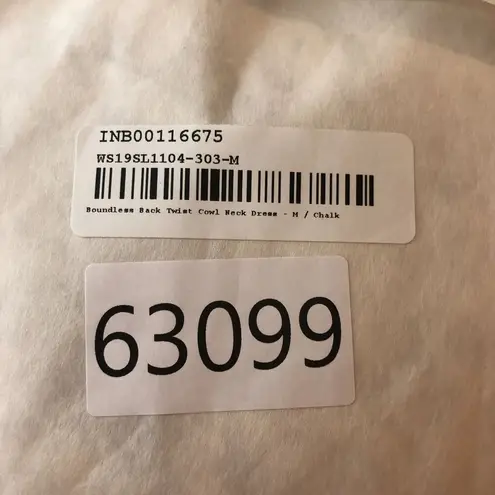 INB00116675
WS19SL1104-303-M
Boundless Back Twist Cowl Neck Dress - M / Chalk
63099